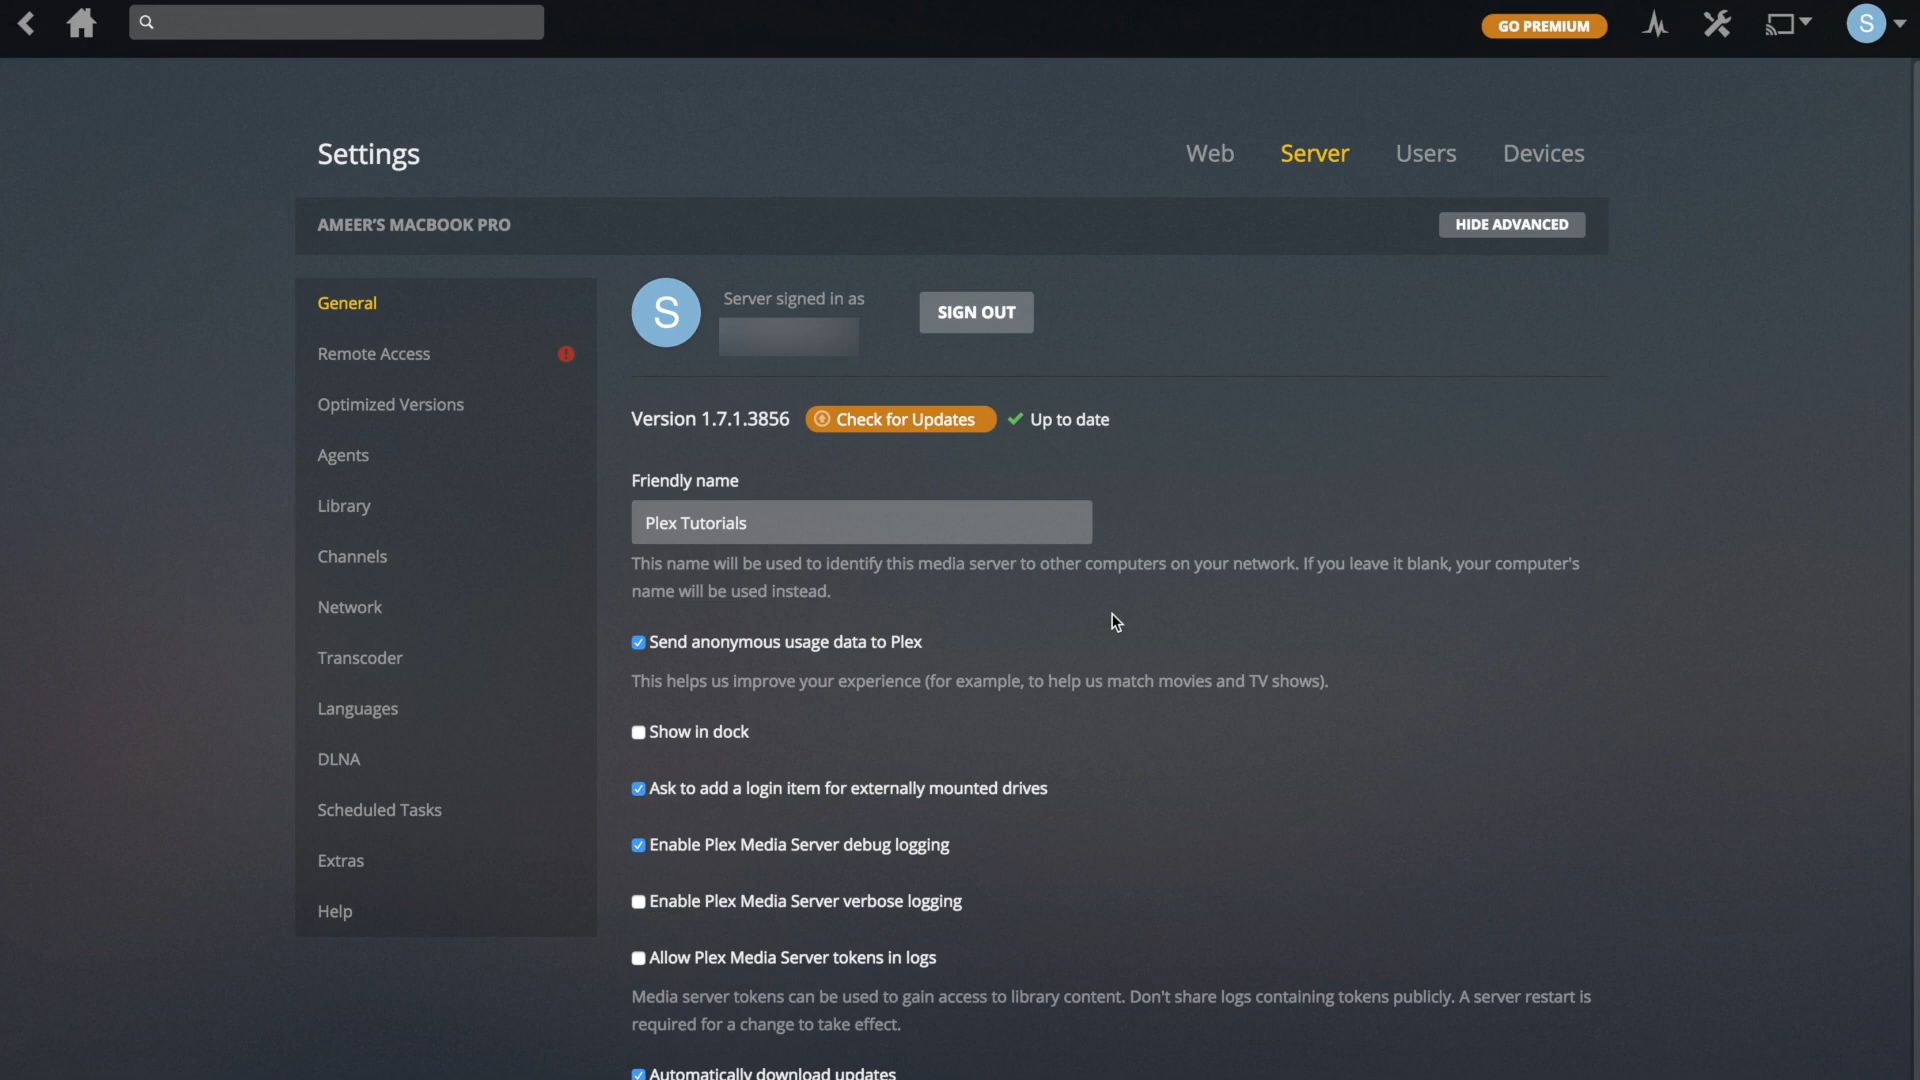 GO PREMIUM
S
Settings
Web
Server
Users
Devices
AMEER'S MACBOOK PRO
HIDE ADVANCED
General
Remote Access
Optimized Versions
Agents
Library
Channels
Network
Transcoder
Languages
DLNA
Scheduled Tasks
Extras
Help
S
Server signed in as
SIGN OUT
Version 1.7.1.3856
Check for Updates
Up to date
Friendly name
Plex Tutorials
This name will be used to identify this media server to other computers on your network. If you leave it blank, your computer's
name will be used instead.
Send anonymous usage data to Plex
This helps us improve your experience (for example, to help us match movies and TV shows).
Show in dock
Ask to add a login item for externally mounted drives
Enable Plex Media Server debug logging
Enable Plex Media Server verbose logging
Allow Plex Media Server tokens in logs
Media server tokens can be used to gain access to library content. Don't share logs containing tokens publicly. A server restart is
required for a change to take effect.
Automatically download updates